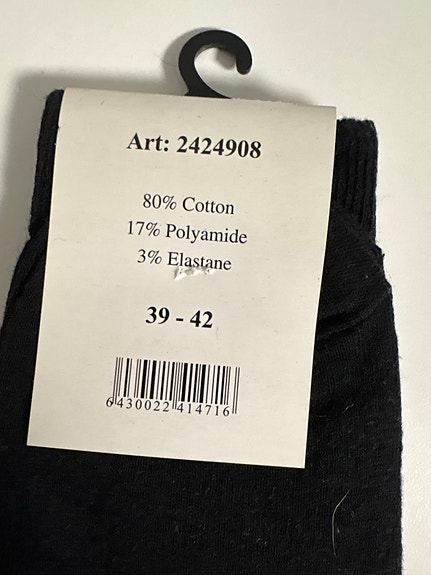 Art: 2424908
80% Cotton
17% Polyamide
3% Elastane
39 - 42
6430022414716